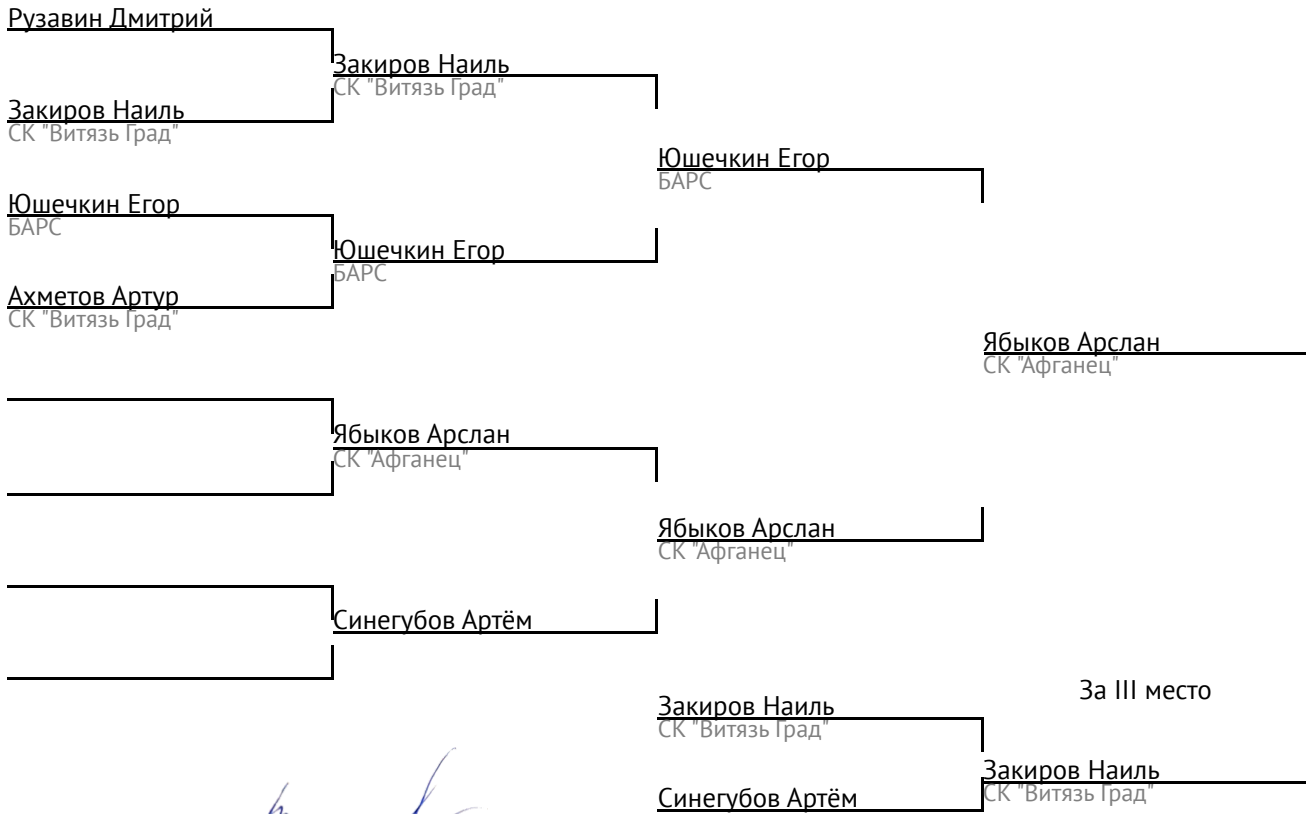 Рузавин Дмитрий
Закиров Наиль
СК "Витязь Град"
Закиров Наиль
СК "Витязь Град"
Юшечкин Егор
БАРС
Юшечкин Егор
БАРС
Юшечкин Егор
БАРС
Ахметов Артур
СК "Витязь Град"
Ябыков Арслан
СК "Афганец"
Ябыков Арслан
СК "Афганец"
Ябыков Арслан
СК "Афганец"
Синегубов Артём
За III место
Закиров Наиль
СК "Витязь Град"
Закиров Наиль
СК "Витязь Град"
Синегубов Артём